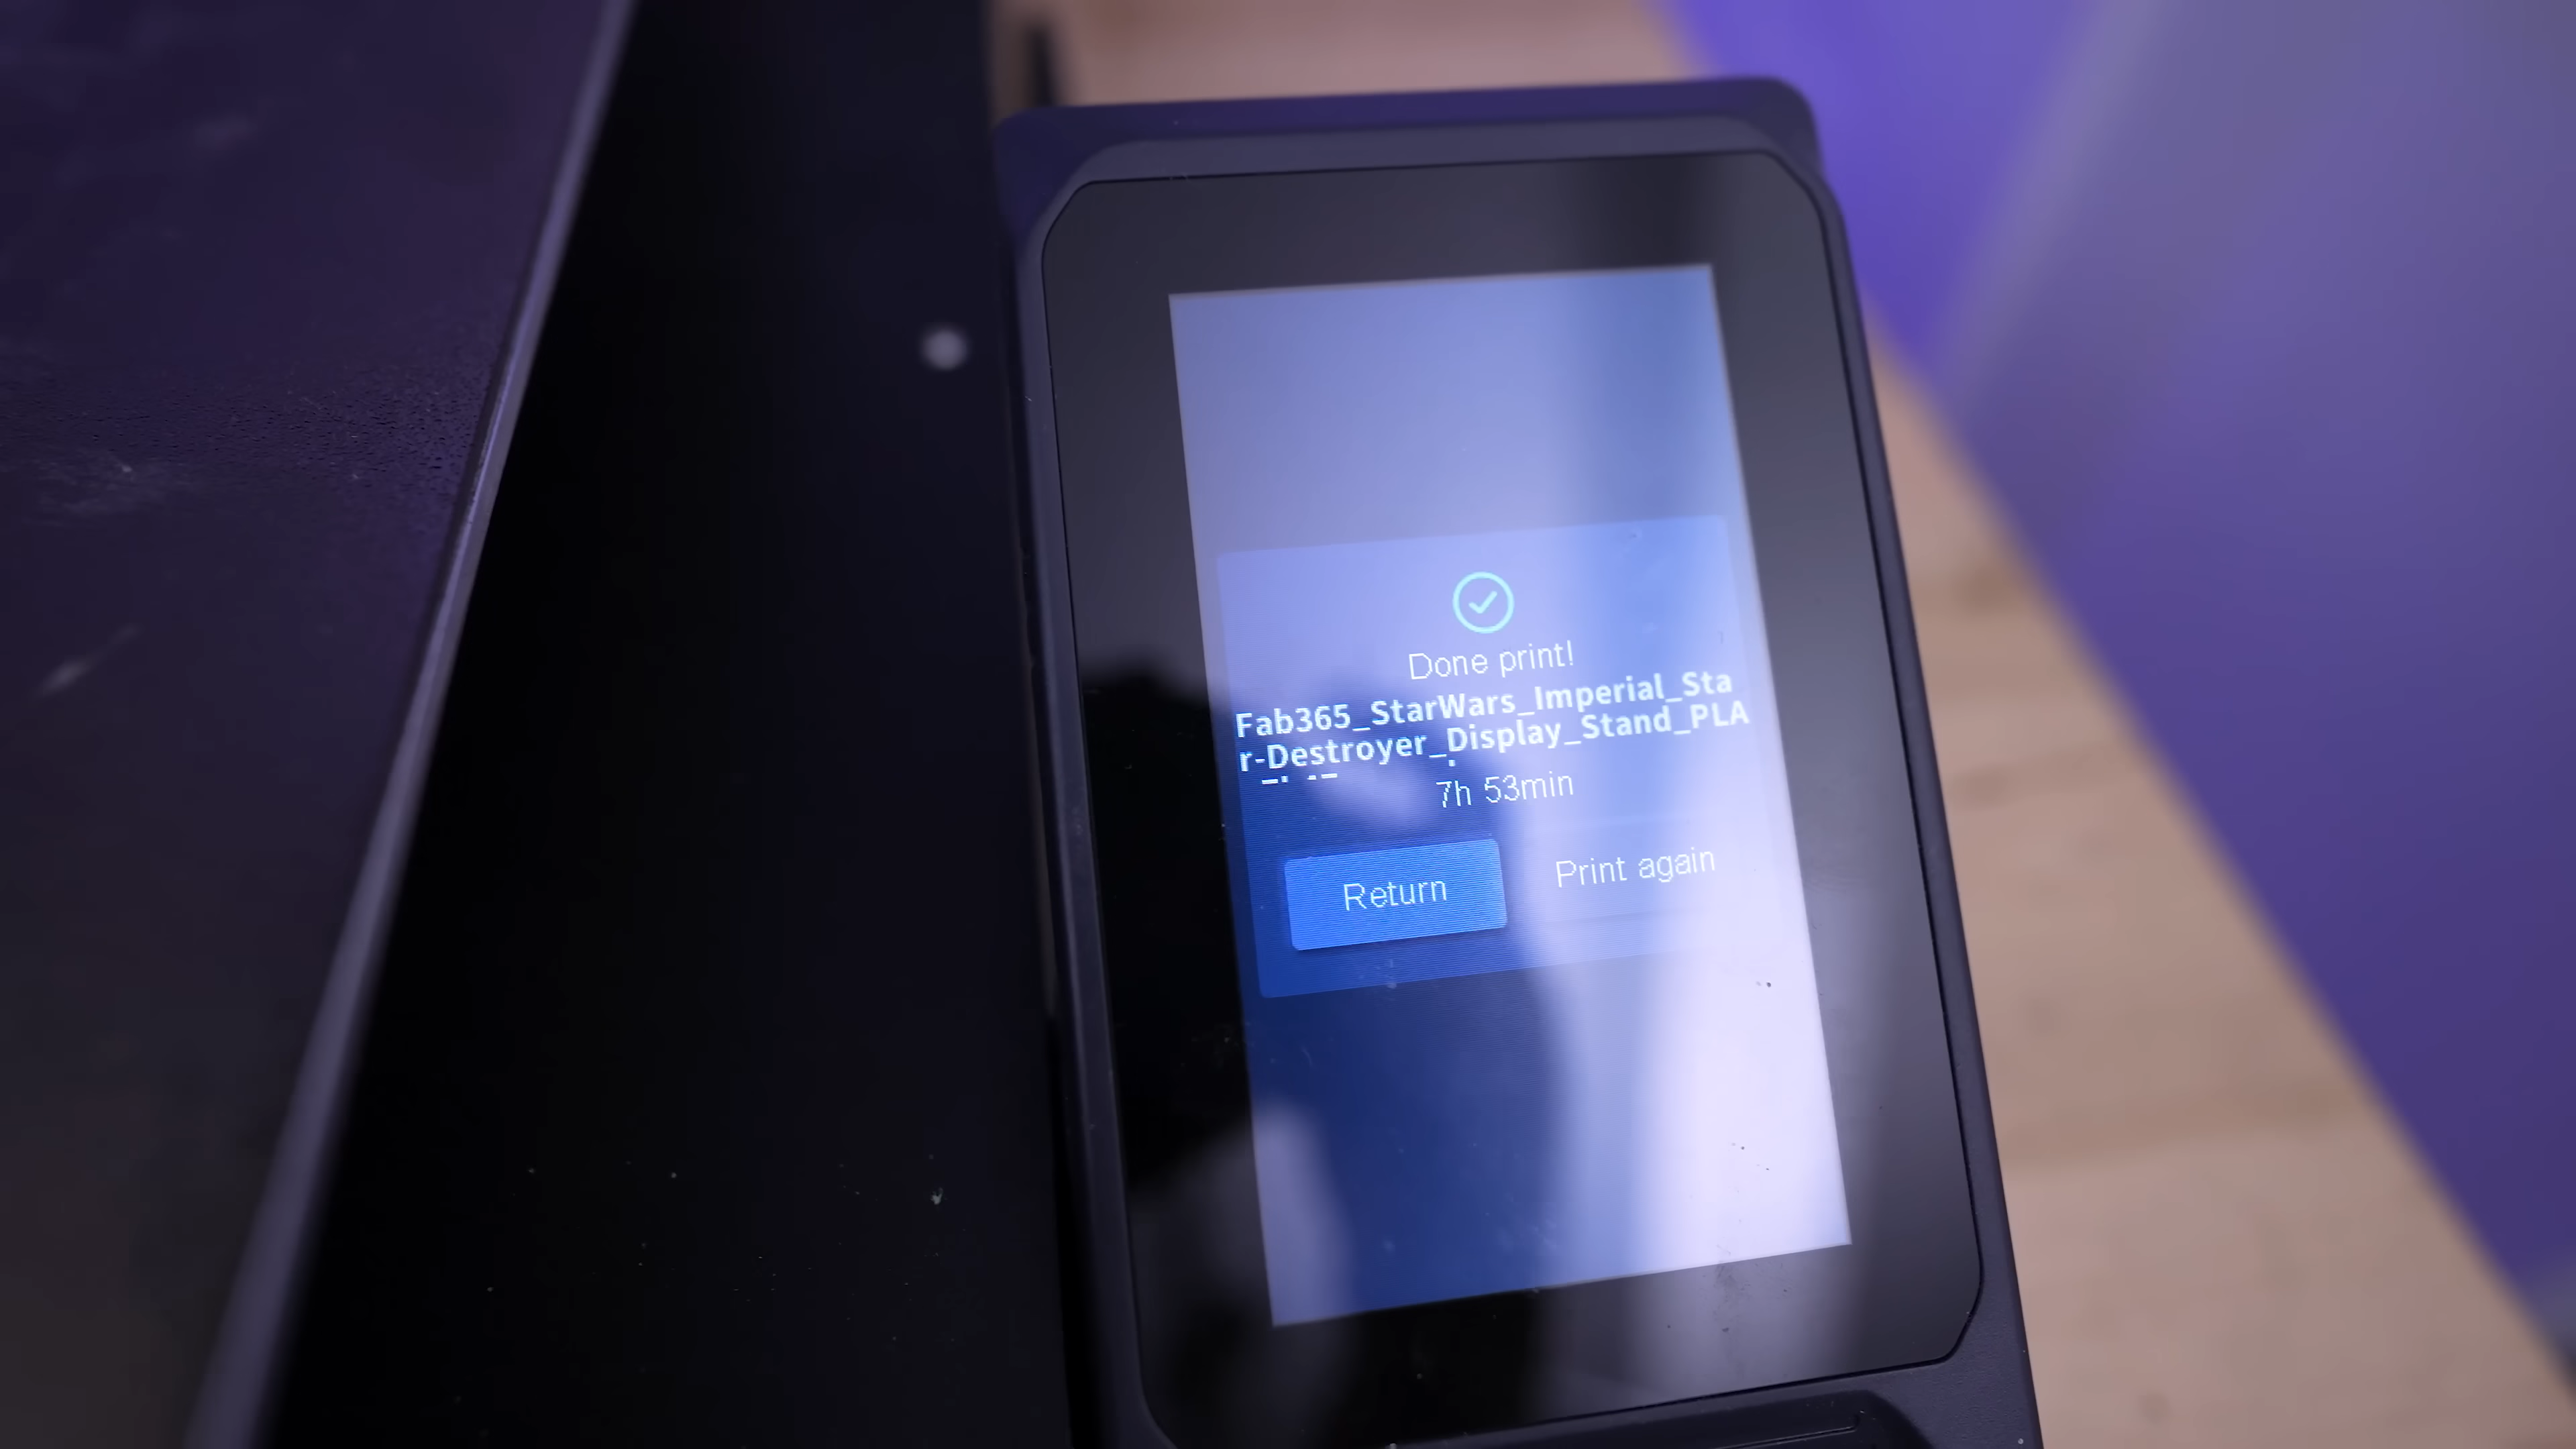 Done print!
Fab365_StarWars_Imperial_Sta
r-Destroyer_Display_Stand_PLA
7h 53min
Return
Print again